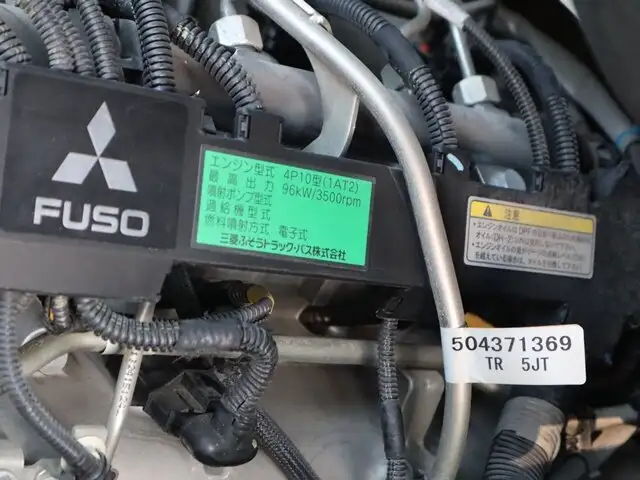 FUSO
エンジン型式 4P10型(1AT2)
最高出力 96kW/3500rpm
噴射ポンプ型式
過給機型式
燃料噴射方式 電子式
三菱ふそうトラック・バス株式会社
注意
504371369
TR 5JT